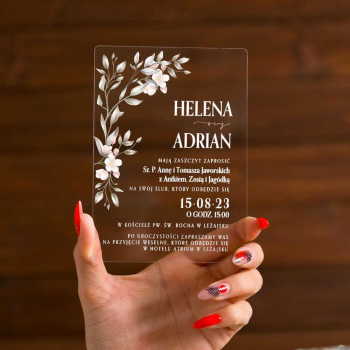 HELENA
oraz
ADRIAN
MAJĄ ZASZCZYT ZAPROSIĆ
Sz. P. Annę i Tomasza Jaworskich
z Antkiem, Zosią i Jagódką
NA SWÓJ ŚLUB, KTÓRY ODBĘDZIE SIĘ
15·08·23
O GODZ. 15:00
W KOŚCIELE PW. ŚW. ROCHA W LEŻAJSKU
PO UROCZYSTOŚCI ZAPRASZAMY WAS
NA PRZYJĘCIE WESELNE, KTÓRE ODBĘDZIE SIĘ
W HOTELU ATRIUM W LEŻAJSKU